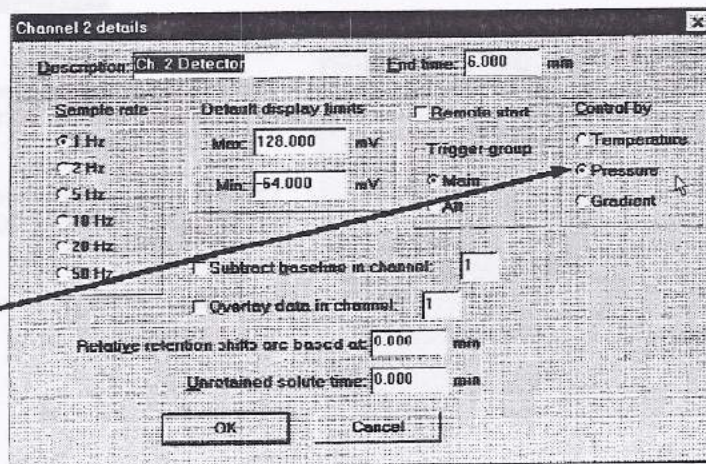 Channel 2 details
Description: Ch. 2 Detector
End time: 6.000 min
Sample rate
1 Hz
2 Hz
5 Hz
10 Hz
20 Hz
50 Hz
Default display limits
Max: 128.000 mV
Min: -64.000 mV
Remote start
Trigger group
Main
Alt
Control by
Temperature
Pressure
Gradient
Subtract baseline in channel: 1
Overlay data in channel: 1
Relative retention shifts are based at: 0.000 min
Unretained solute time: 0.000 min
OK
Cancel